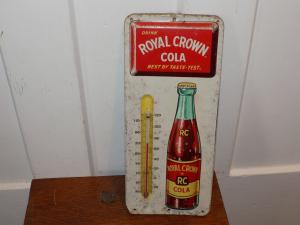 DRINK
ROYAL CROWN
COLA
BEST BY TASTE-TEST
RC
ROYAL CROWN
RC
COLA